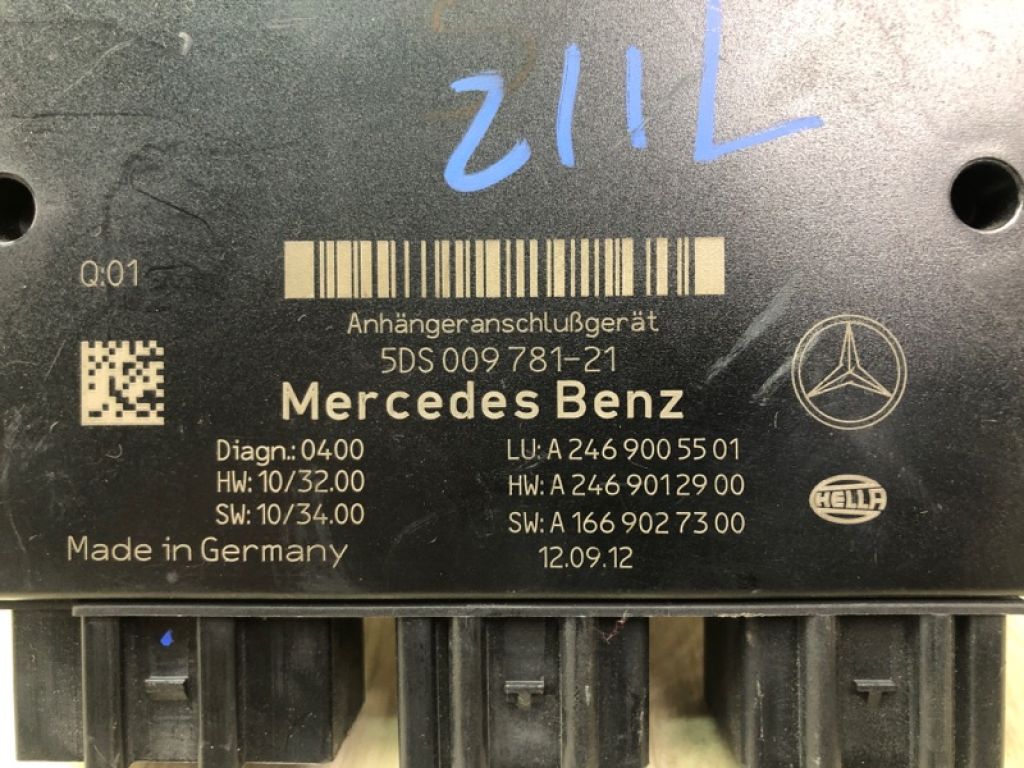 211L
Q:01
Anhängeranschlußgerät
5DS 009 781-21
Mercedes Benz
Diagn.: 0400
HW: 10/32.00
SW: 10/34.00
LU: A 246 900 55 01
HW: A 246 901 29 00
SW: A 166 902 73 00
HELLA
Made in Germany
12.09.12